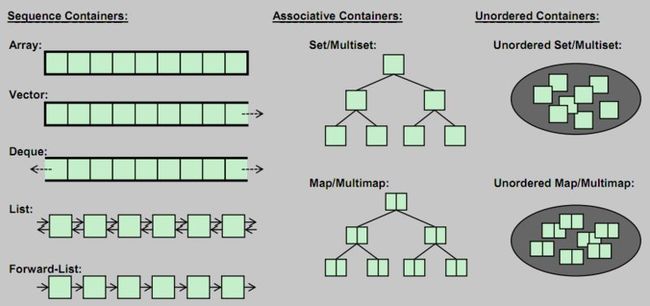 Sequence Containers:
Array:
Vector:
Deque:
List:
Forward-List:
Associative Containers:
Set/Multiset:
Map/Multimap:
Unordered Containers:
Unordered Set/Multiset:
Unordered Map/Multimap: